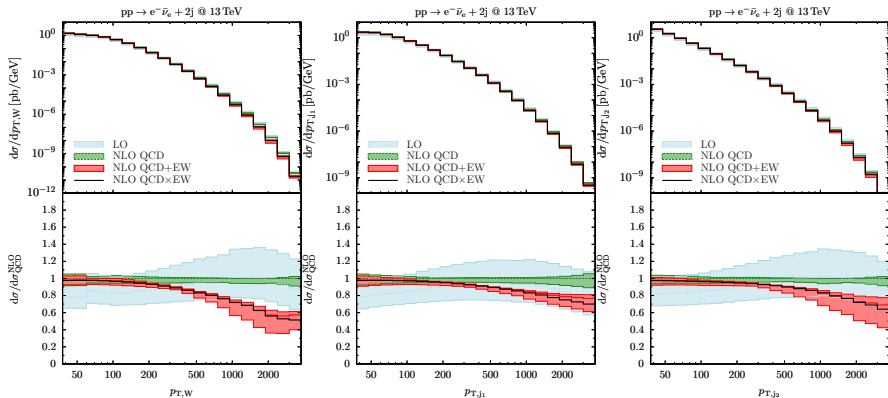 pp → e⁻ν̄ₑ + 2j @ 13 TeV
dσ/dp_T,W [pb/GeV]
10⁰
10⁻³
10⁻⁶
10⁻⁹
10⁻¹²
LO
NLO QCD
NLO QCD+EW
NLO QCD×EW
dσ/dσ^NLO_QCD
1.8
1.6
1.4
1.2
1
0.8
0.6
0.4
0.2
0
50 100 200 500 1000 2000
p_T,W
pp → e⁻ν̄ₑ + 2j @ 13 TeV
dσ/dp_T,j₁ [pb/GeV]
10⁰
10⁻³
10⁻⁶
10⁻⁹
LO
NLO QCD
NLO QCD+EW
NLO QCD×EW
dσ/dσ^NLO_QCD
1.8
1.6
1.4
1.2
1
0.8
0.6
0.4
0.2
0
50 100 200 500 1000 2000
p_T,j₁
pp → e⁻ν̄ₑ + 2j @ 13 TeV
dσ/dp_T,j₂ [pb/GeV]
10⁰
10⁻³
10⁻⁶
10⁻⁹
LO
NLO QCD
NLO QCD+EW
NLO QCD×EW
dσ/dσ^NLO_QCD
1.8
1.6
1.4
1.2
1
0.8
0.6
0.4
0.2
0
50 100 200 500 1000 2000
p_T,j₂